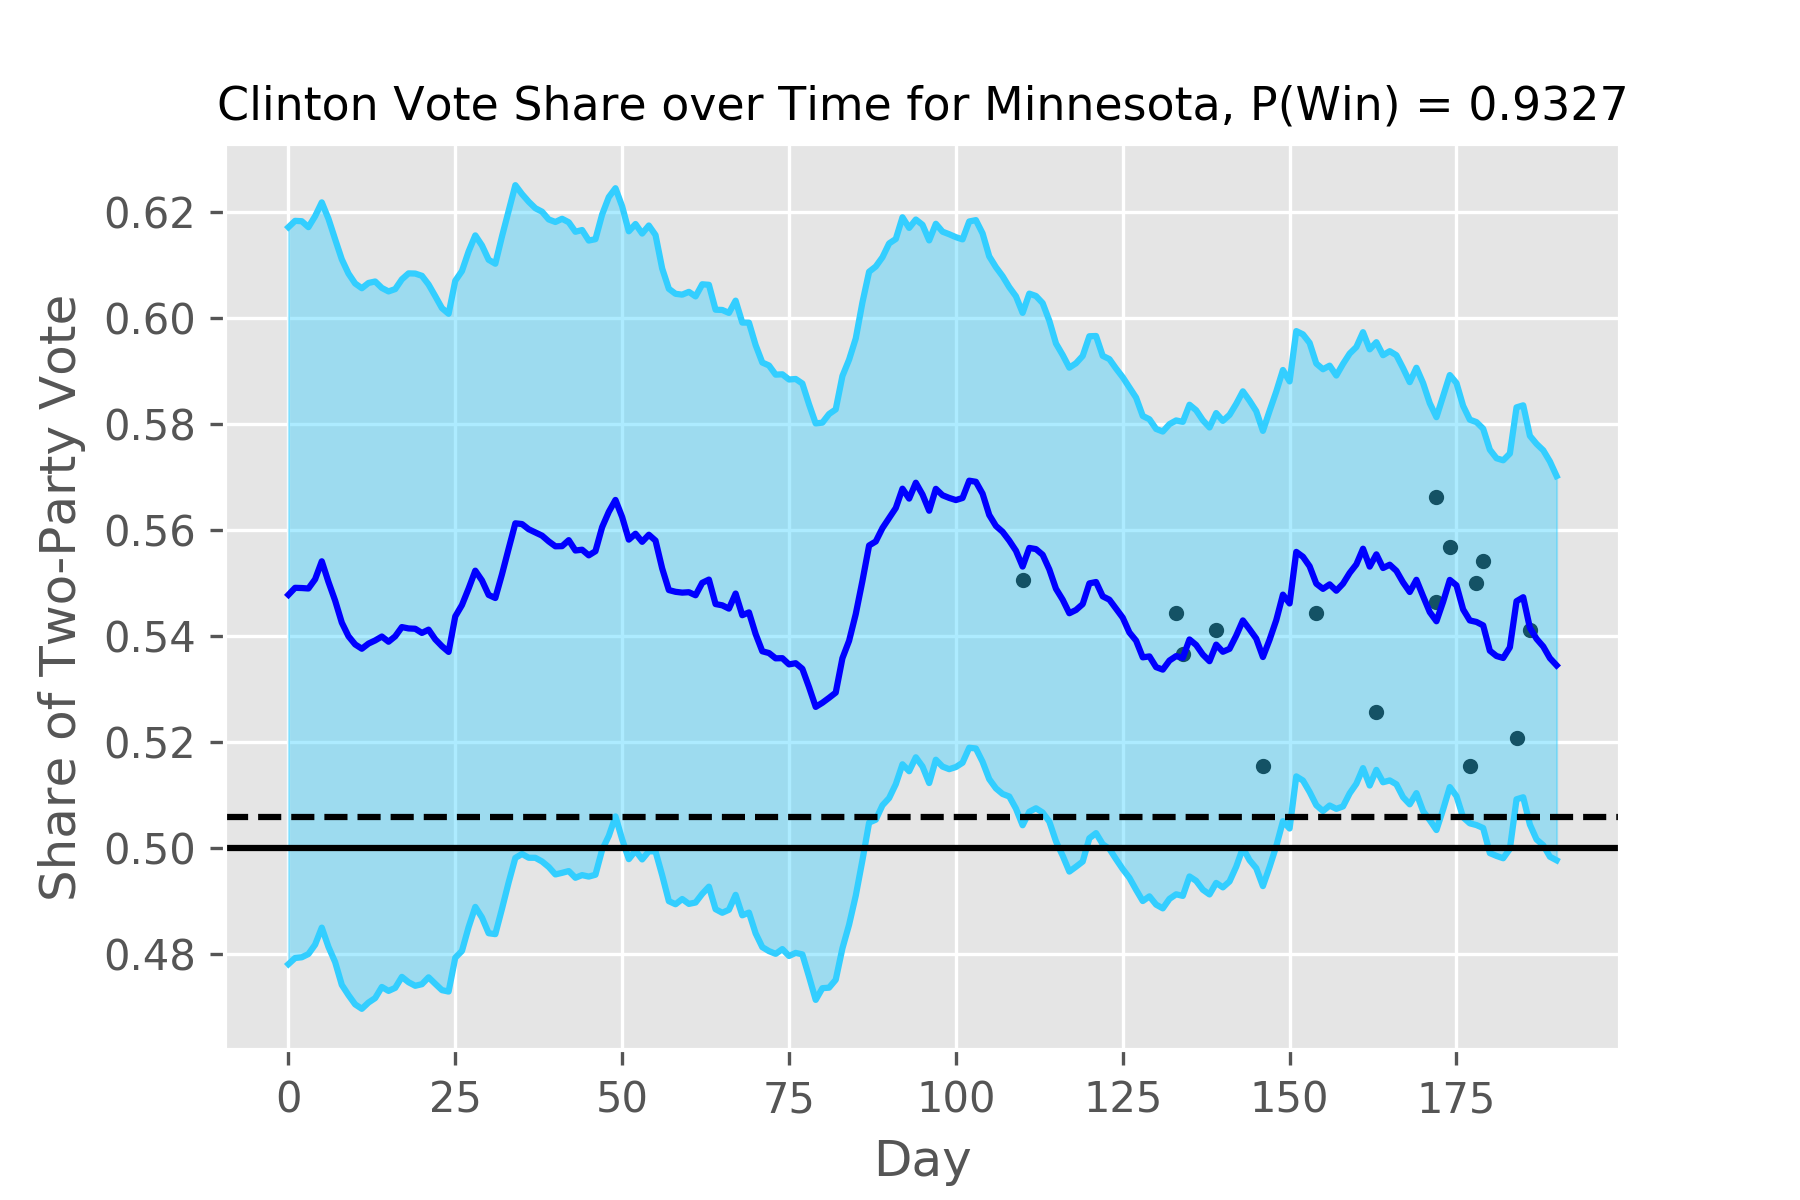 Clinton Vote Share over Time for Minnesota, P(Win) = 0.9327
Share of Two-Party Vote
0.62
0.60
0.58
0.56
0.54
0.52
0.50
0.48
0 25 50 75 100 125 150 175
Day